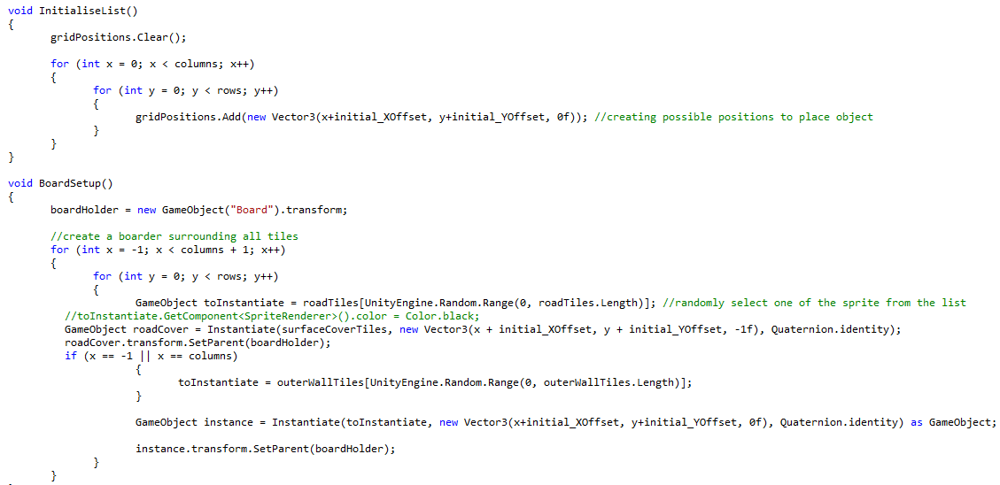 void InitialiseList()
{
gridPositions.Clear();
for (int x = 0; x < columns; x++)
{
for (int y = 0; y < rows; y++)
{
gridPositions.Add(new Vector3(x+initial_XOffset, y+initial_YOffset, 0f)); //creating possible positions to place object
}
}
}
void BoardSetup()
{
boardHolder = new GameObject("Board").transform;
//create a boarder surrounding all tiles
for (int x = -1; x < columns + 1; x++)
{
for (int y = 0; y < rows; y++)
{
GameObject toInstantiate = roadTiles[UnityEngine.Random.Range(0, roadTiles.Length)]; //randomly select one of the sprite from the list
//toInstantiate.GetComponent<SpriteRenderer>().color = Color.black;
GameObject roadCover = Instantiate(surfaceCoverTiles, new Vector3(x + initial_XOffset, y + initial_YOffset, -1f), Quaternion.identity);
roadCover.transform.SetParent(boardHolder);
if (x == -1 || x == columns)
{
toInstantiate = outerWallTiles[UnityEngine.Random.Range(0, outerWallTiles.Length)];
}
GameObject instance = Instantiate(toInstantiate, new Vector3(x+initial_XOffset, y+initial_YOffset, 0f), Quaternion.identity) as GameObject;
instance.transform.SetParent(boardHolder);
}
}